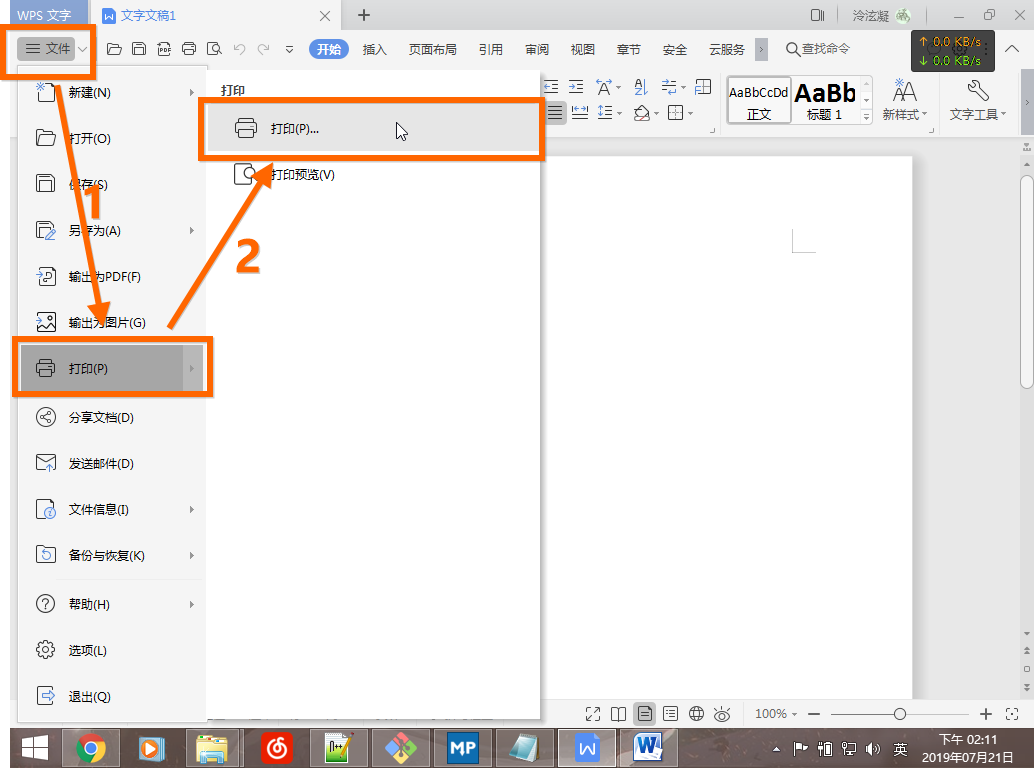 WPS 文字
文字文稿1
泠泫凝
文件
开始
插入
页面布局
引用
审阅
视图
章节
安全
云服务
查找命令
↑ 0.0 KB/s
↓ 0.0 KB/s
新建(N)
打开(O)
保存(S)
1
另存为(A)
输出为PDF(F)
输出为图片(G)
打印(P)
分享文档(D)
发送邮件(D)
文件信息(I)
备份与恢复(K)
帮助(H)
选项(L)
退出(Q)
打印
打印(P)...
打印预览(V)
2
AaBbCcDd
正文
AaBb
标题 1
新样式
文字工具
100%
n++
MP
W
W
英
下午 02:11
2019年07月21日